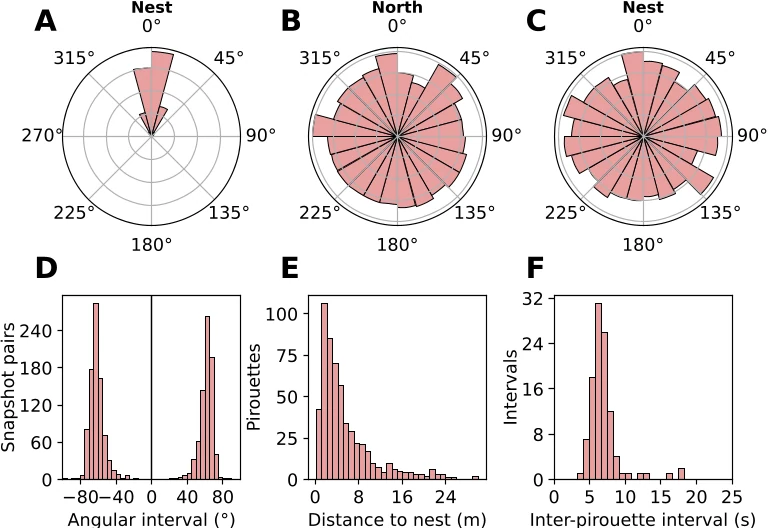 A
Nest
0°
45°
90°
135°
180°
225°
270°
315°
B
North
0°
45°
90°
135°
180°
225°
270°
315°
C
Nest
0°
45°
90°
135°
180°
225°
270°
315°
D
Snapshot pairs
240
180
120
60
0
−80 −40 0 40 80
Angular interval (°)
E
Pirouettes
100
75
50
25
0
0 8 16 24
Distance to nest (m)
F
Intervals
32
24
16
8
0
0 5 10 15 20 25
Inter-pirouette interval (s)